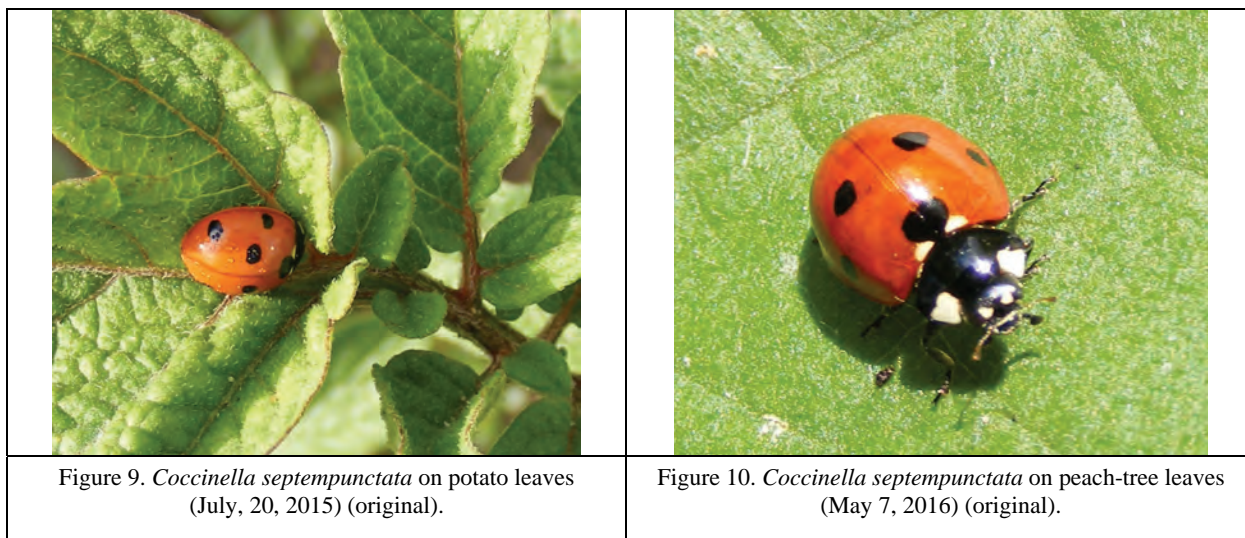 Figure 9. Coccinella septempunctata on potato leaves
(July, 20, 2015) (original).
Figure 10. Coccinella septempunctata on peach-tree leaves
(May 7, 2016) (original).